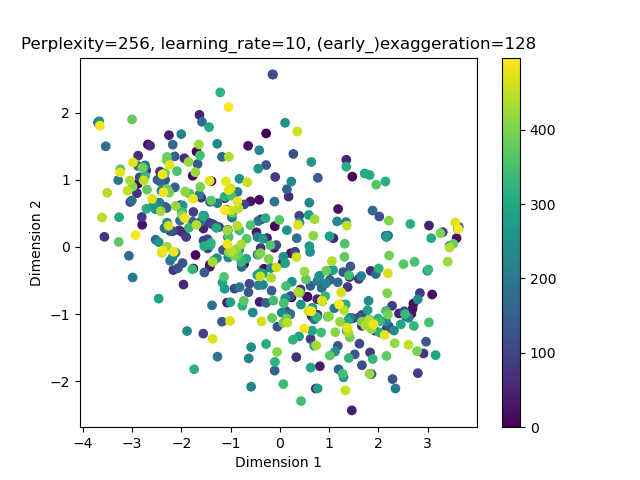 Perplexity=256, learning_rate=10, (early_)exaggeration=128
Dimension 2
2
1
0
−1
−2
−4 −3 −2 −1 0 1 2 3
Dimension 1
400
300
200
100
0